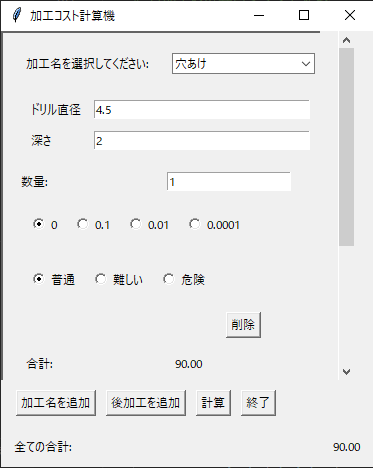 加工コスト計算機
加工名を選択してください: 穴あけ
ドリル直径 4.5
深さ 2
数量: 1
0 0.1 0.01 0.0001
普通 難しい 危険
削除
合計: 90.00
加工名を追加 後加工を追加 計算 終了
全ての合計: 90.00